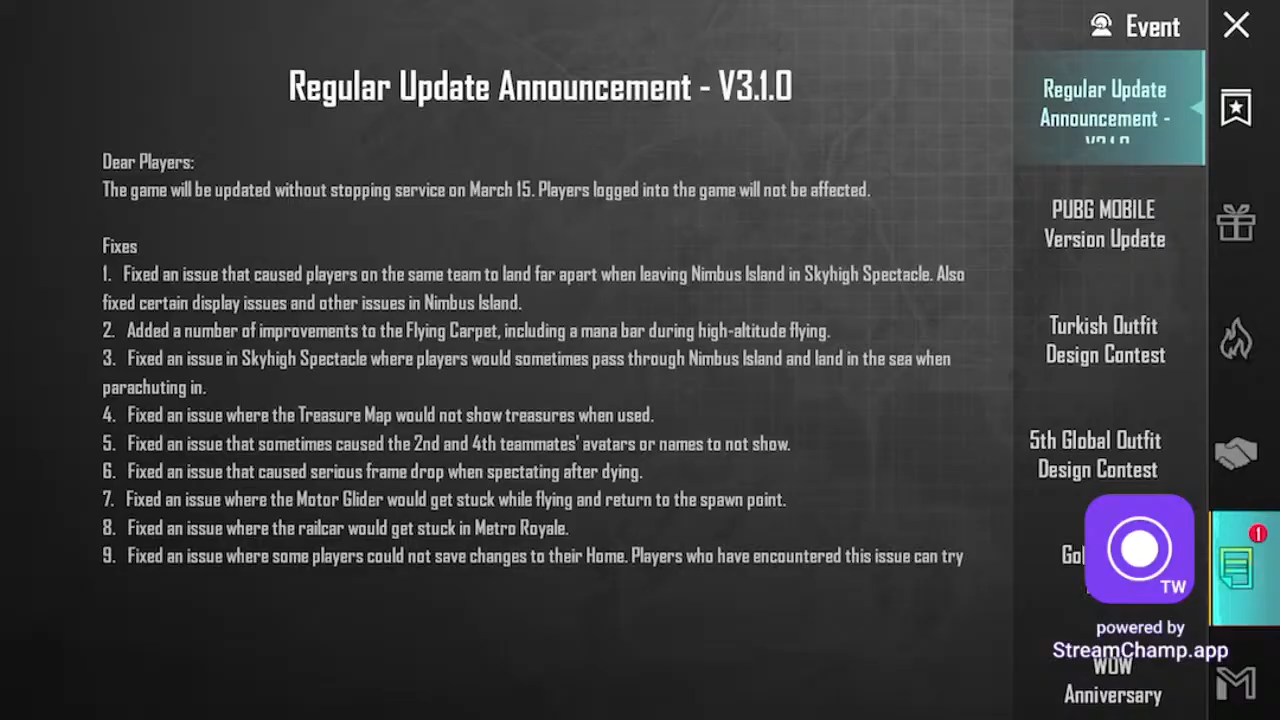 Regular Update Announcement - V3.1.0
Dear Players:
The game will be updated without stopping service on March 15. Players logged into the game will not be affected.
Fixes
1. Fixed an issue that caused players on the same team to land far apart when leaving Nimbus Island in Skyhigh Spectacle. Also
fixed certain display issues and other issues in Nimbus Island.
2. Added a number of improvements to the Flying Carpet, including a mana bar during high-altitude flying.
3. Fixed an issue in Skyhigh Spectacle where players would sometimes pass through Nimbus Island and land in the sea when
parachuting in.
4. Fixed an issue where the Treasure Map would not show treasures when used.
5. Fixed an issue that sometimes caused the 2nd and 4th teammates' avatars or names to not show.
6. Fixed an issue that caused serious frame drop when spectating after dying.
7. Fixed an issue where the Motor Glider would get stuck while flying and return to the spawn point.
8. Fixed an issue where the railcar would get stuck in Metro Royale.
9. Fixed an issue where some players could not save changes to their Home. Players who have encountered this issue can try
Event
Regular Update
Announcement -
V3.1.0
PUBG MOBILE
Version Update
Turkish Outfit
Design Contest
5th Global Outfit
Design Contest
1
TW
powered by
StreamChamp.app
WOW
Anniversary